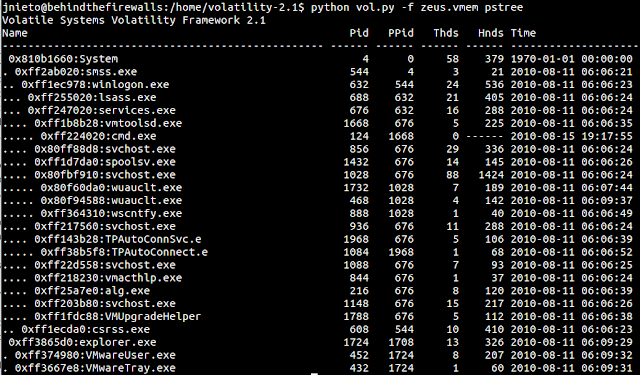 jnieto@behindthefirewalls:/home/volatility-2.1$ python vol.py -f zeus.vmem pstree
Volatile Systems Volatility Framework 2.1
Name Pid PPid Thds Hnds Time
-------------------------------------------------- ------ ------ ------ ------ --------------------
0x810b1660:System 4 0 58 379 1970-01-01 00:00:00
. 0xff2ab020:smss.exe 544 4 3 21 2010-08-11 06:06:21
.. 0xff1ec978:winlogon.exe 632 544 24 536 2010-08-11 06:06:23
... 0xff255020:lsass.exe 688 632 21 405 2010-08-11 06:06:24
... 0xff247020:services.exe 676 632 16 288 2010-08-11 06:06:24
.... 0xff1b8b28:vmtoolsd.exe 1668 676 5 225 2010-08-11 06:06:35
..... 0xff224020:cmd.exe 124 1668 0 ------ 2010-08-15 19:17:55
.... 0x80ff88d8:svchost.exe 856 676 29 336 2010-08-11 06:06:24
.... 0xff1d7da0:spoolsv.exe 1432 676 14 145 2010-08-11 06:06:26
.... 0x80fbf910:svchost.exe 1028 676 88 1424 2010-08-11 06:06:24
..... 0x80f60da0:wuauclt.exe 1732 1028 7 189 2010-08-11 06:07:44
..... 0x80f94588:wuauclt.exe 468 1028 4 142 2010-08-11 06:09:37
..... 0xff364310:wscntfy.exe 888 1028 1 40 2010-08-11 06:06:49
.... 0xff217560:svchost.exe 936 676 11 288 2010-08-11 06:06:24
.... 0xff143b28:TPAutoConnSvc.e 1968 676 5 106 2010-08-11 06:06:39
..... 0xff38b5f8:TPAutoConnect.e 1084 1968 1 68 2010-08-11 06:06:52
.... 0xff22d558:svchost.exe 1088 676 7 93 2010-08-11 06:06:25
.... 0xff218230:vmacthlp.exe 844 676 1 37 2010-08-11 06:06:24
.... 0xff25a7e0:alg.exe 216 676 8 120 2010-08-11 06:06:39
.... 0xff203b80:svchost.exe 1148 676 15 217 2010-08-11 06:06:26
.... 0xff1fdc88:VMUpgradeHelper 1788 676 5 112 2010-08-11 06:06:38
.. 0xff1ecda0:csrss.exe 608 544 10 410 2010-08-11 06:06:23
0xff3865d0:explorer.exe 1724 1708 13 326 2010-08-11 06:09:29
. 0xff374980:VMwareUser.exe 452 1724 8 207 2010-08-11 06:09:32
. 0xff3667e8:VMwareTray.exe 432 1724 1 60 2010-08-11 06:09:31